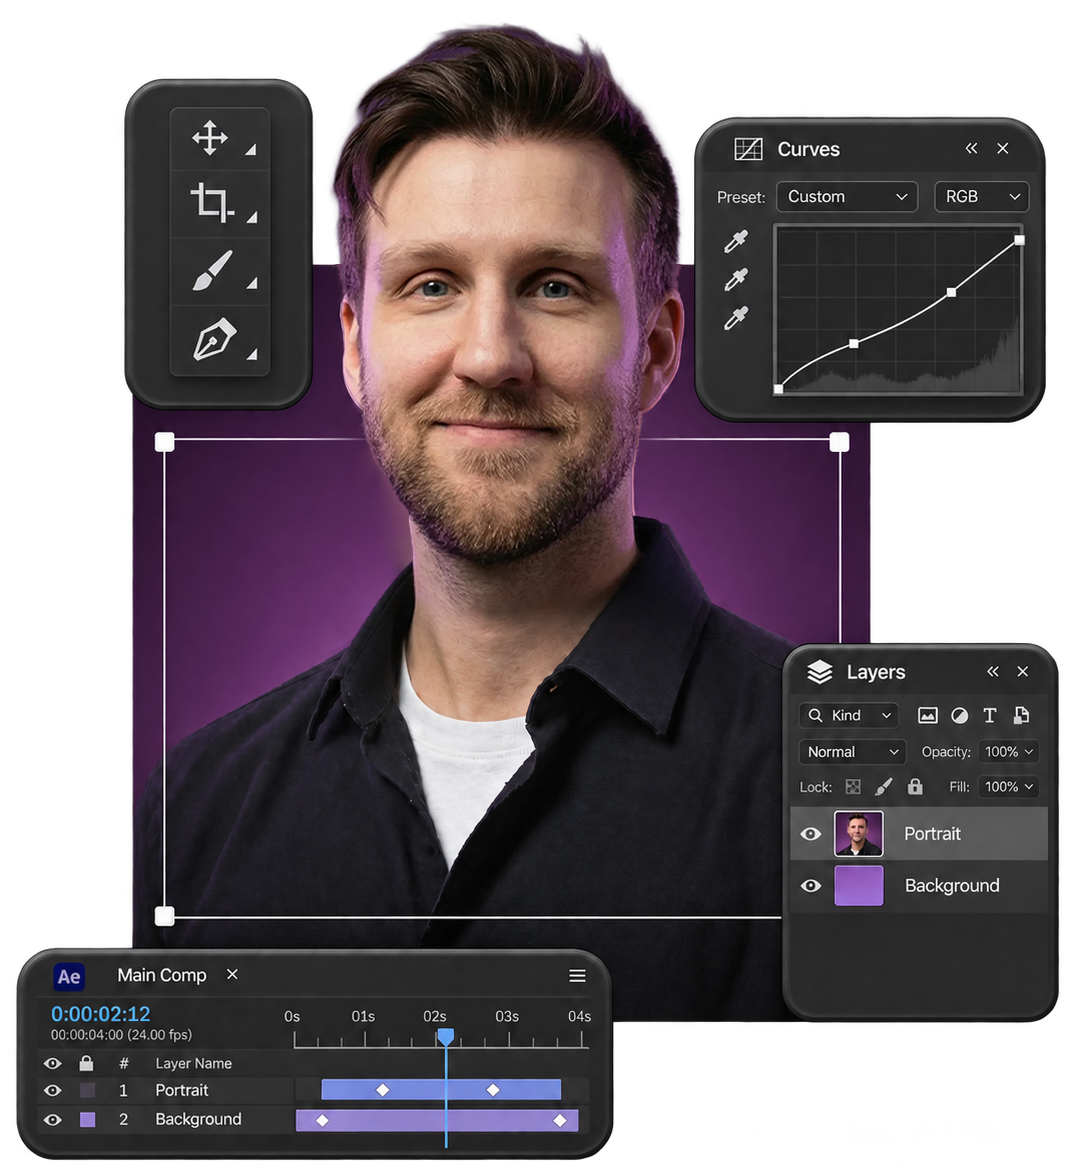 Curves
Preset: Custom RGB
Layers
Kind T
Normal Opacity: 100%
Lock: Fill: 100%
Portrait
Background
Ae Main Comp
0:00:02:12
00:00:04:00 (24.00 fps)
0s 01s 02s 03s 04s
# Layer Name
1 Portrait
2 Background